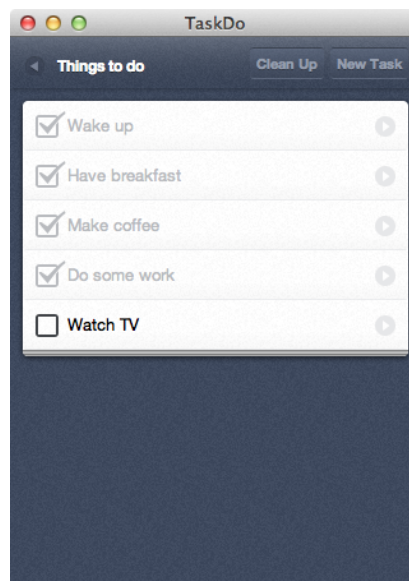 TaskDo
Things to do Clean Up New Task
Wake up
Have breakfast
Make coffee
Do some work
Watch TV